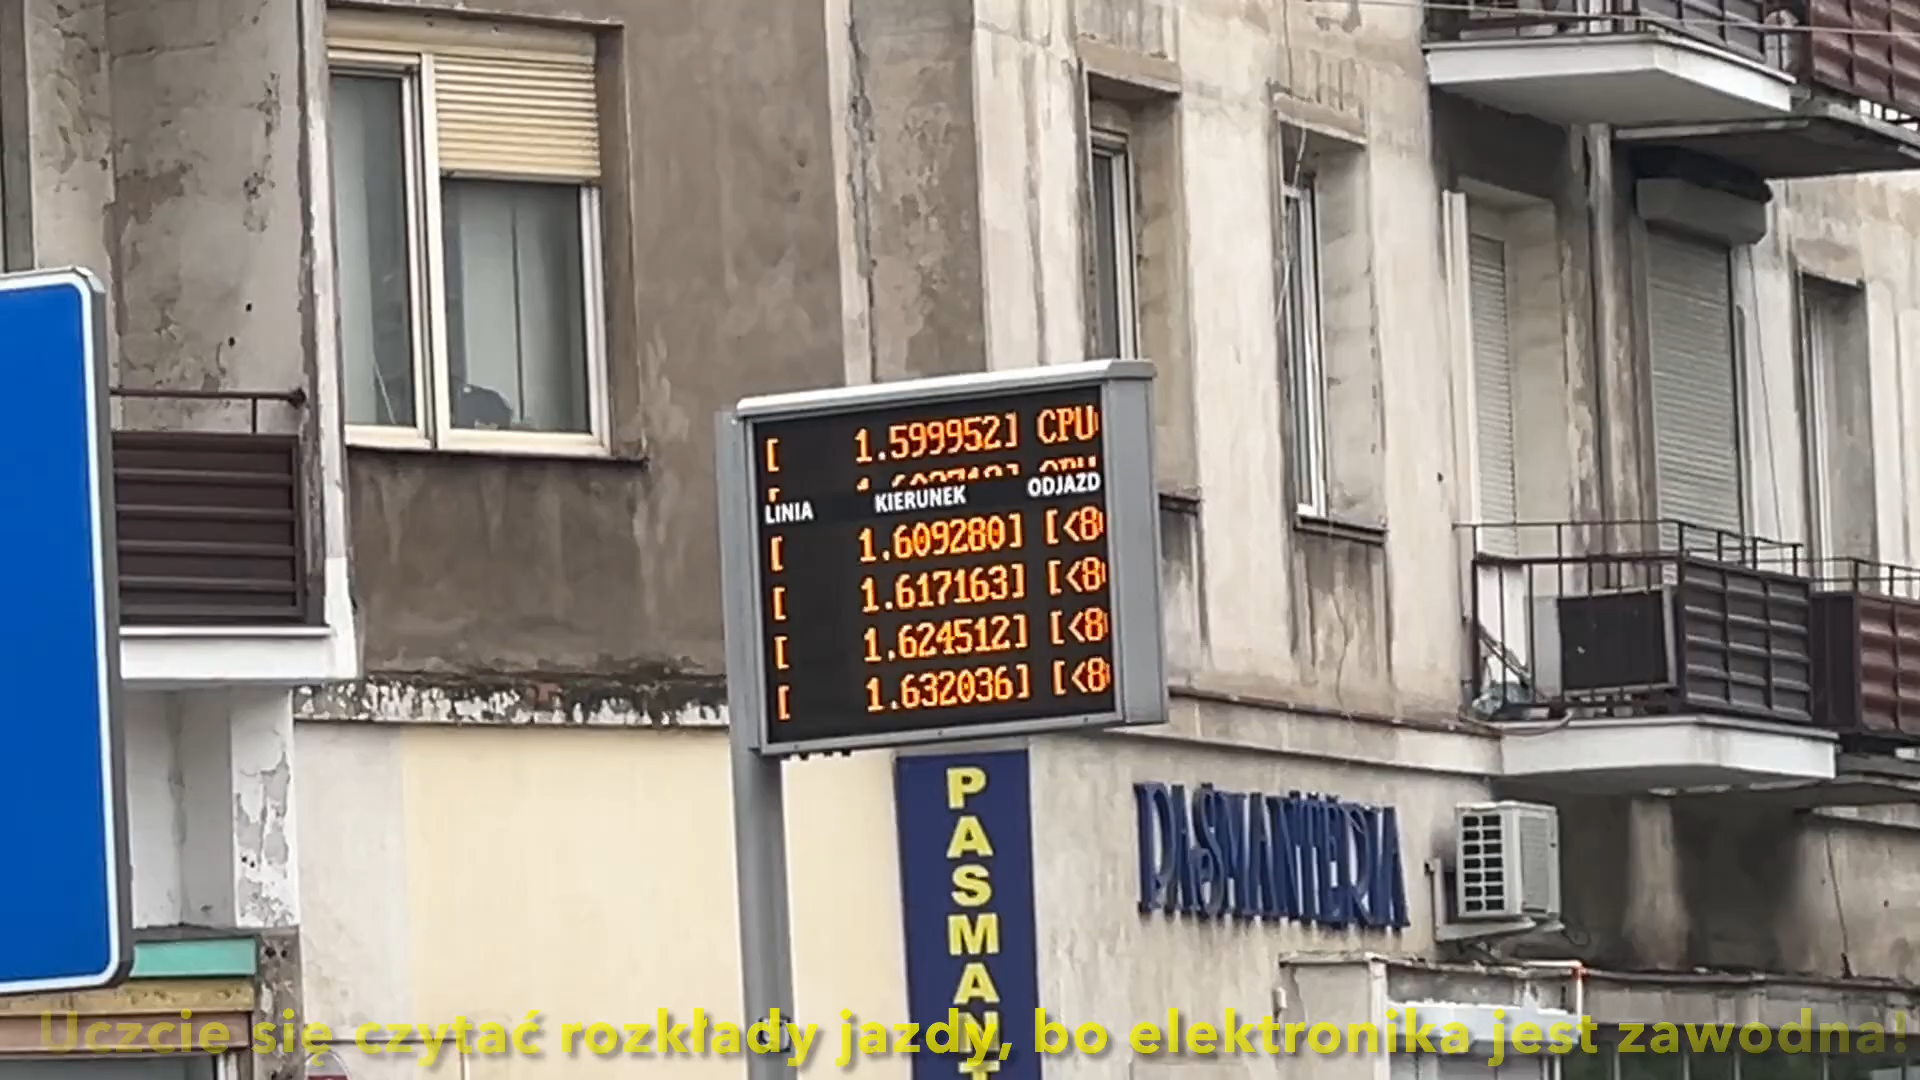 [ 1.599952] CPU
LINIA KIERUNEK ODJAZD
[ 1.609280] [<8
[ 1.617163] [<8
[ 1.624512] [<8
[ 1.632036] [<8
PASMANT
PASMANTERIA
Uczcie się czytać rozkłady jazdy, bo elektronika jest zawodna!